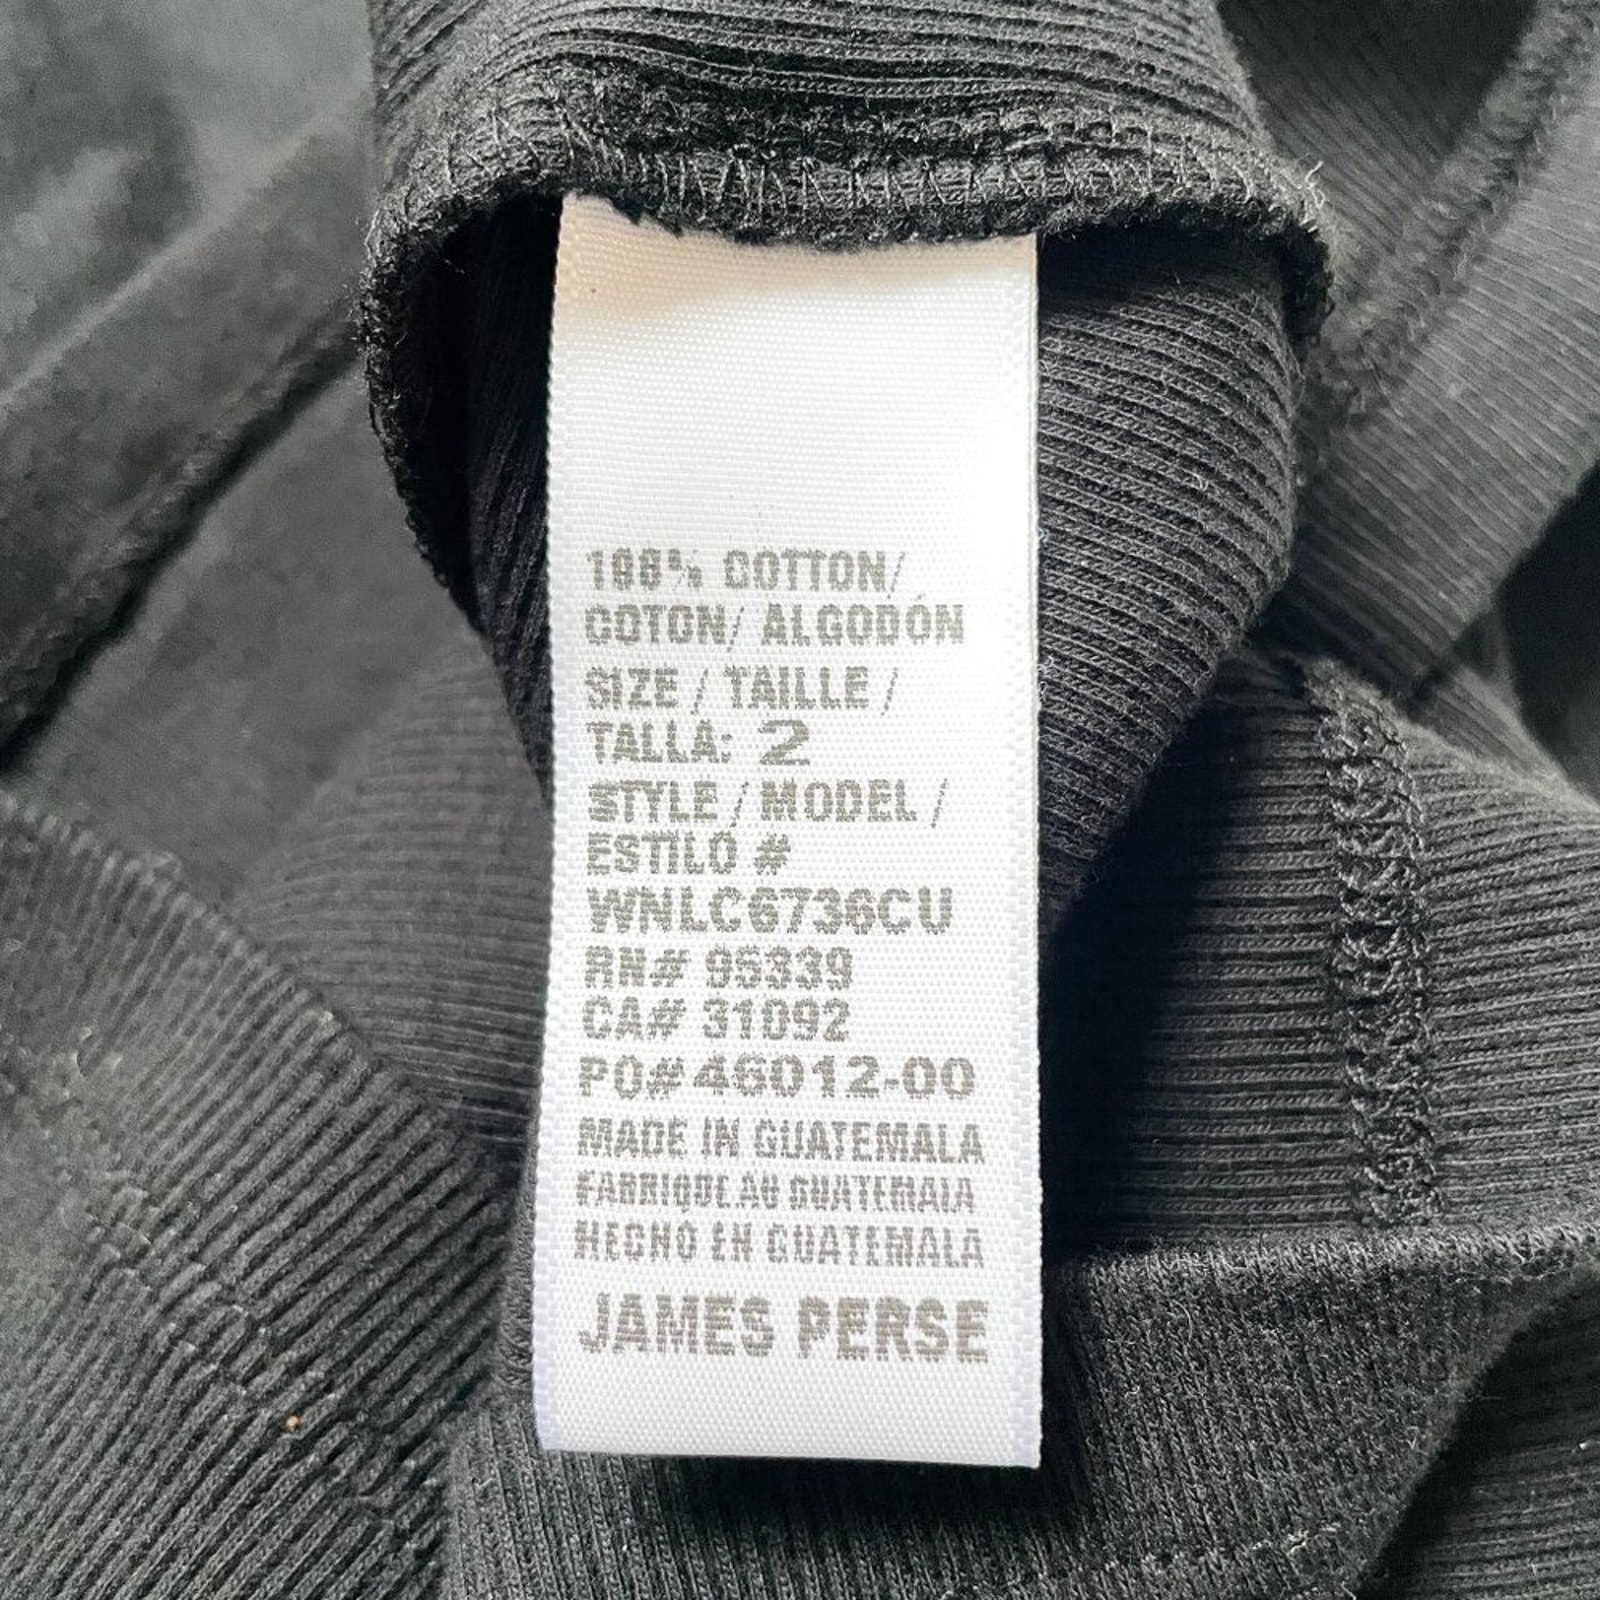 100% COTTON/
COTON/ ALGODÓN
SIZE / TAILLE /
TALLA: 2
STYLE / MODEL /
ESTILO #
WNLC6736CU
RN# 95339
CA# 31092
PO# 46012-00
MADE IN GUATEMALA
FABRIQUE AU GUATEMALA
HECHO EN GUATEMALA
JAMES PERSE